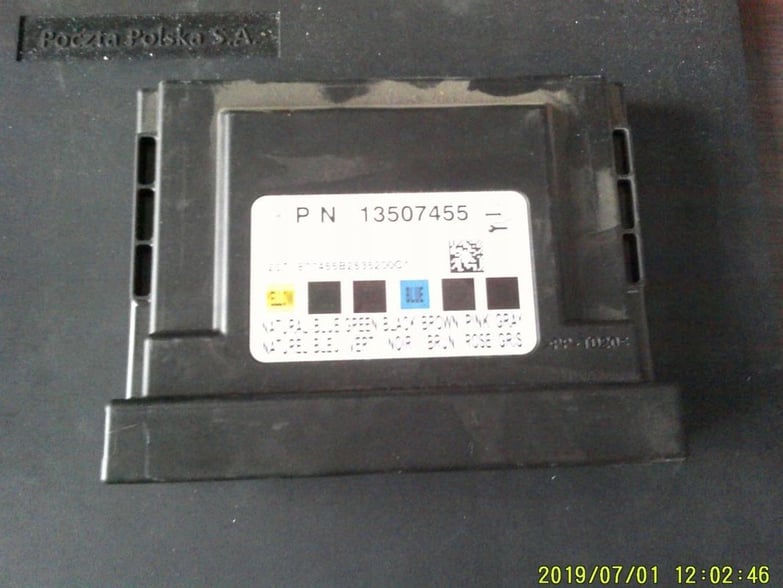 Poczta Polska S.A.
P N 13507455
YELLOW BLUE
NATURAL BLUE GREEN BLACK BROWN PINK GRAY
NATUREL BLEU VERT NOIR BRUN ROSE GRIS
2019/07/01 12:02:46